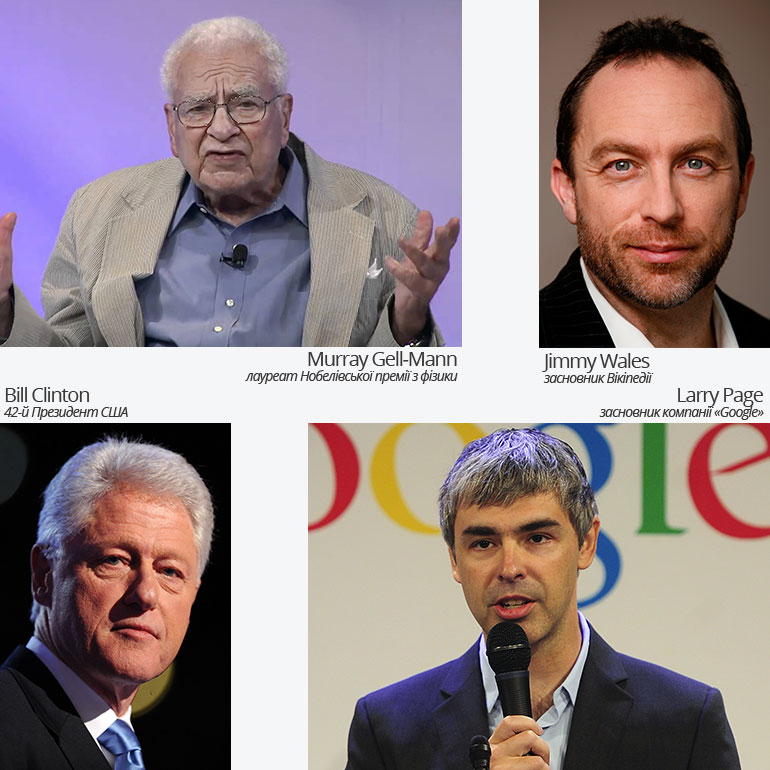 Murray Gell-Mann
лауреат Нобелівської премії з фізики
Jimmy Wales
засновник Вікіпедії
Bill Clinton
42-й Президент США
Larry Page
засновник компанії «Google»
ogle